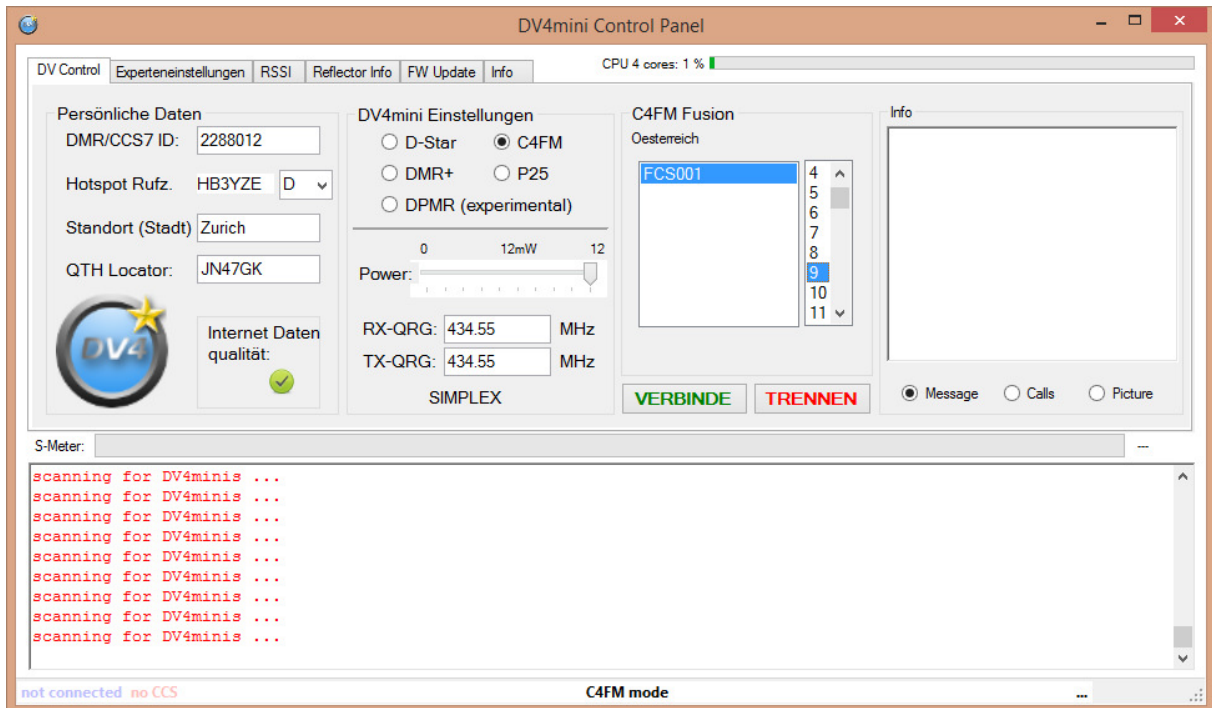 DV4mini Control Panel
DV Control Experteneinstellungen RSSI Reflector Info FW Update Info
CPU 4 cores: 1 %
Persönliche Daten
DMR/CCS7 ID: 2288012
Hotspot Rufz. HB3YZE D
Standort (Stadt) Zurich
QTH Locator: JN47GK
DV4
Internet Daten
qualität:
DV4mini Einstellungen
D-Star C4FM
DMR+ P25
DPMR (experimental)
0 12mW 12
Power:
RX-QRG: 434.55 MHz
TX-QRG: 434.55 MHz
SIMPLEX
C4FM Fusion
Oesterreich
FCS001
4
5
6
7
8
9
10
11
VERBINDE TRENNEN
Info
Message Calls Picture
S-Meter: ---
scanning for DV4minis ...
scanning for DV4minis ...
scanning for DV4minis ...
scanning for DV4minis ...
scanning for DV4minis ...
scanning for DV4minis ...
scanning for DV4minis ...
scanning for DV4minis ...
scanning for DV4minis ...
not connected no CCS C4FM mode ...